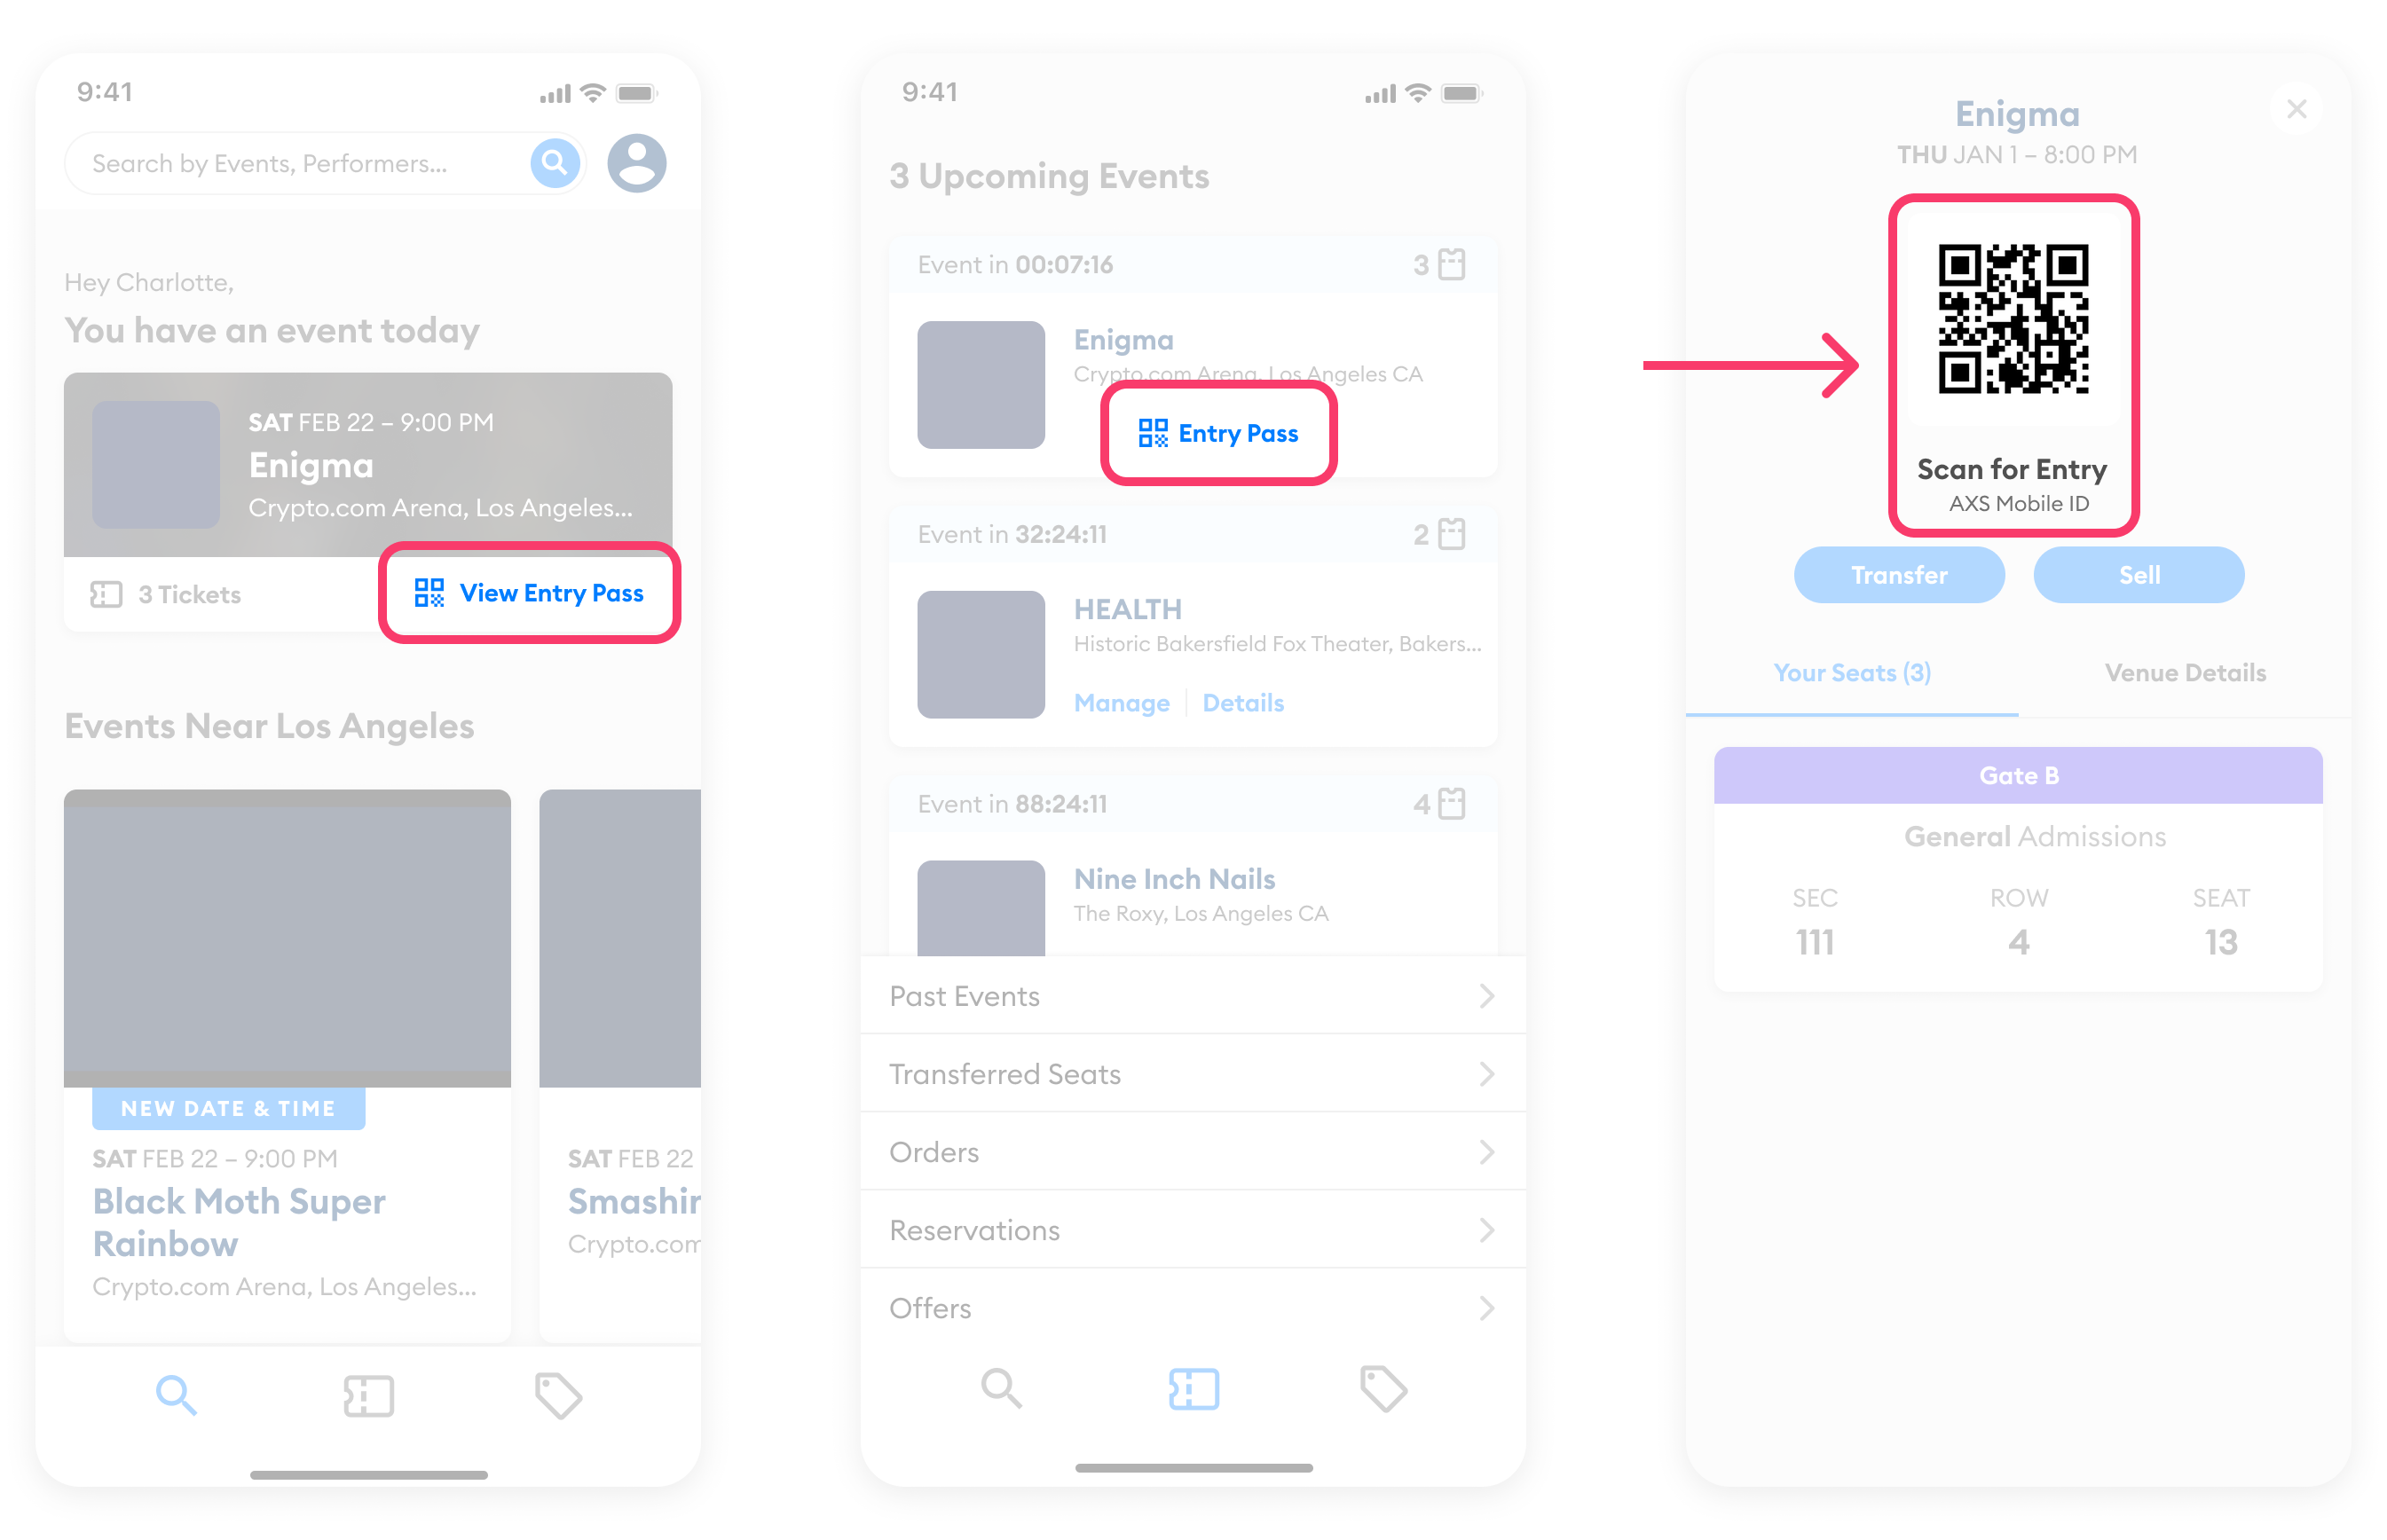 9:41
Search by Events, Performers...
Hey Charlotte,
You have an event today
SAT FEB 22 – 9:00 PM
Enigma
Crypto.com Arena, Los Angeles...
3 Tickets
View Entry Pass
Events Near Los Angeles
NEW DATE & TIME
SAT FEB 22 – 9:00 PM
Black Moth Super
Rainbow
Crypto.com Arena, Los Angeles...
SAT FEB 22
Smashin
Crypto.com
9:41
3 Upcoming Events
Event in 00:07:16
3
Enigma
Crypto.com Arena, Los Angeles CA
Entry Pass
Event in 32:24:11
2
HEALTH
Historic Bakersfield Fox Theater, Bakers...
Manage
Details
Event in 88:24:11
4
Nine Inch Nails
The Roxy, Los Angeles CA
Past Events
Transferred Seats
Orders
Reservations
Offers
Enigma
THU JAN 1 – 8:00 PM
Scan for Entry
AXS Mobile ID
Transfer
Sell
Your Seats (3)
Venue Details
Gate B
General Admissions
SEC
ROW
SEAT
111
4
13